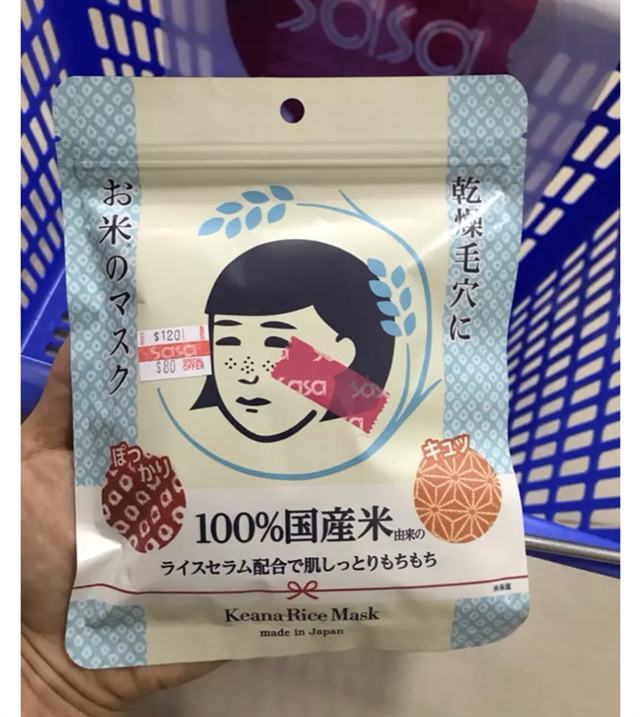 sasa
乾燥毛穴に
お米のマスク
$120
sasa
$80 SPECIAL OFFER
sasa
ぽっかり
キュッ
100%国産米由来の
ライスセラム配合で肌しっとりもちもち
Keana Rice Mask
made in Japan